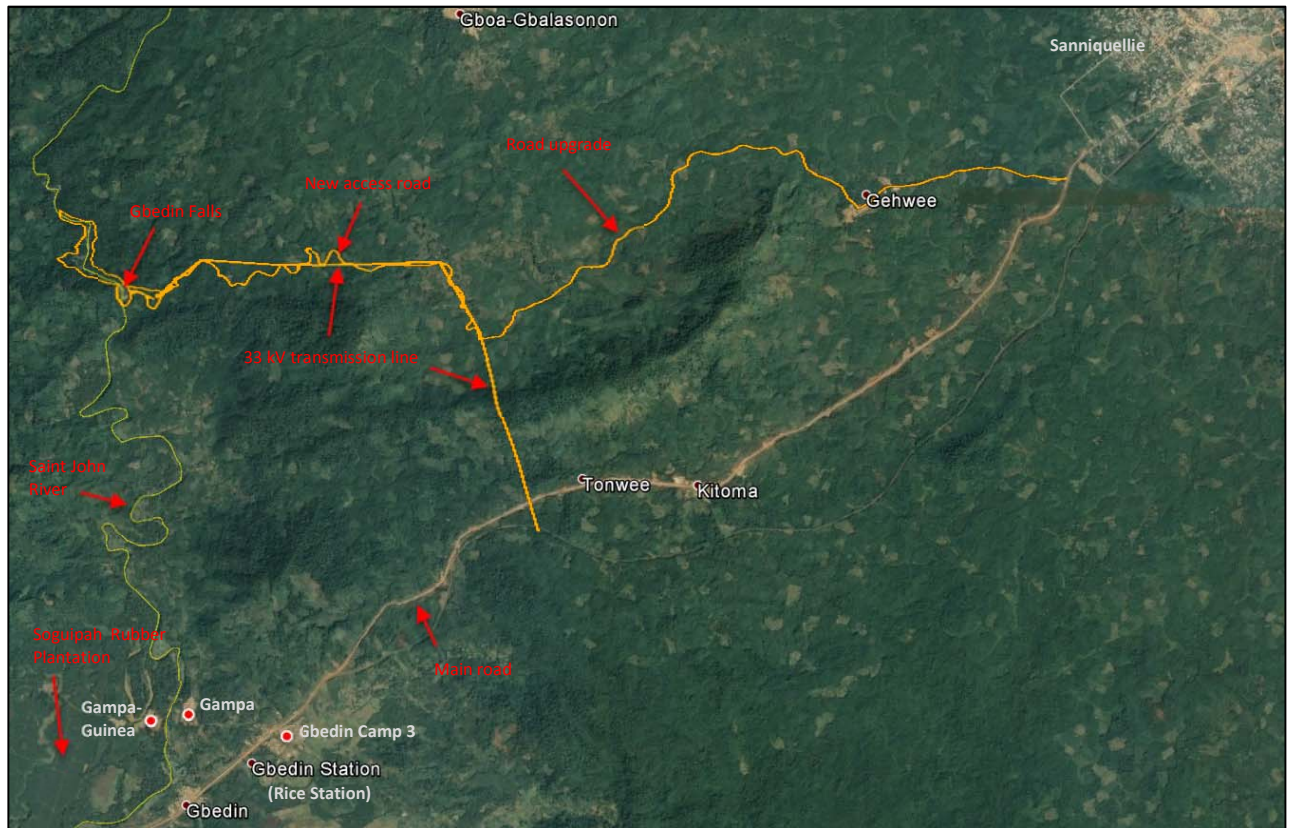 Gboa-Gbalasonon
Sanniquellie
Road upgrade
New access road
Gehwee
Gbedin Falls
33 kV transmission line
Saint John
River
Tonwee
Kitoma
Soguipah Rubber
Plantation
Main road
Gampa-
Guinea
Gampa
Gbedin Camp 3
Gbedin Station
(Rice Station)
Gbedin